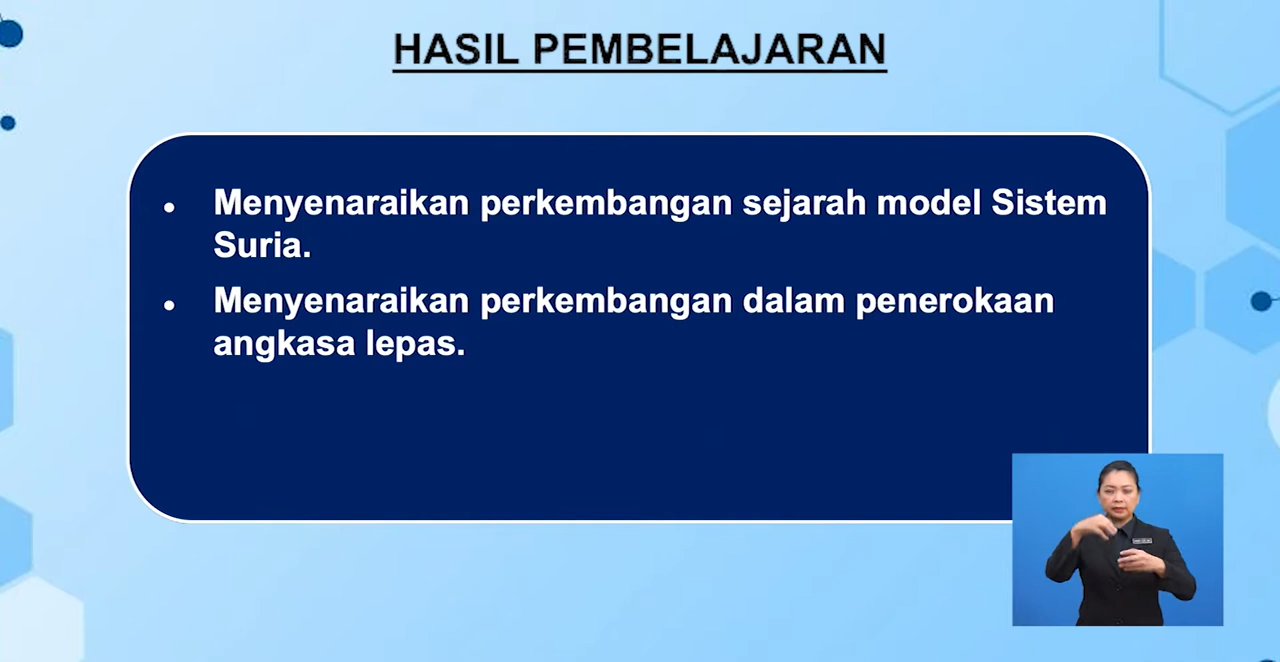 HASIL PEMBELAJARAN
• Menyenaraikan perkembangan sejarah model Sistem
Suria.
• Menyenaraikan perkembangan dalam penerokaan
angkasa lepas.